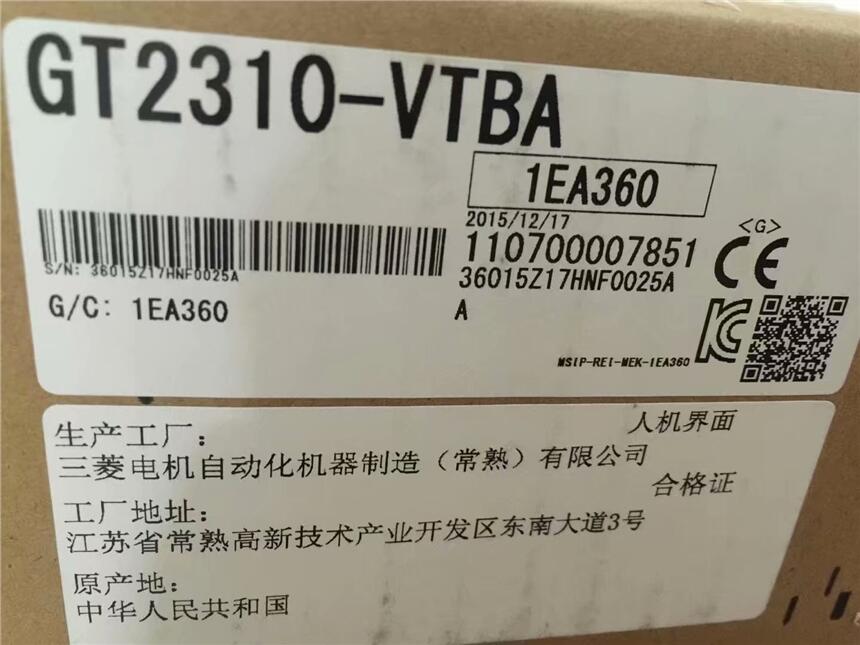 GT2310-VTBA
1EA360
2015/12/17
110700007851
36015Z17HNF0025A
A
<G>
CE
S/N: 36015Z17HNF0025A
G/C: 1EA360
KC
MSIP-REI-MEK-1EA360
人机界面
生产工厂:
三菱电机自动化机器制造（常熟）有限公司
合格证
工厂地址:
江苏省常熟高新技术产业开发区东南大道3号
原产地:
中华人民共和国